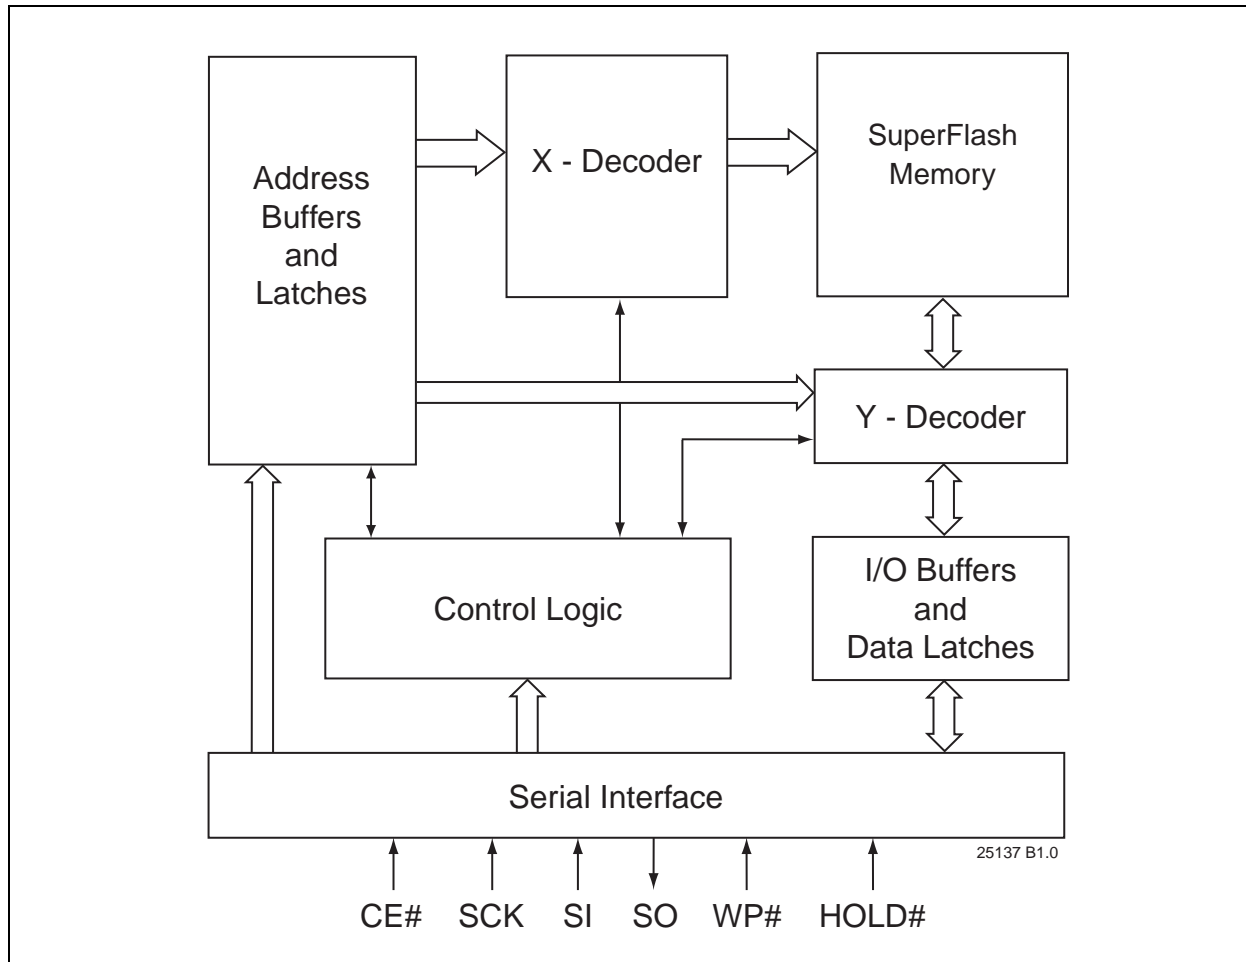 Address
Buffers
and
Latches
X - Decoder
SuperFlash
Memory
Y - Decoder
Control Logic
I/O Buffers
and
Data Latches
Serial Interface
25137 B1.0
CE# SCK SI SO WP# HOLD#